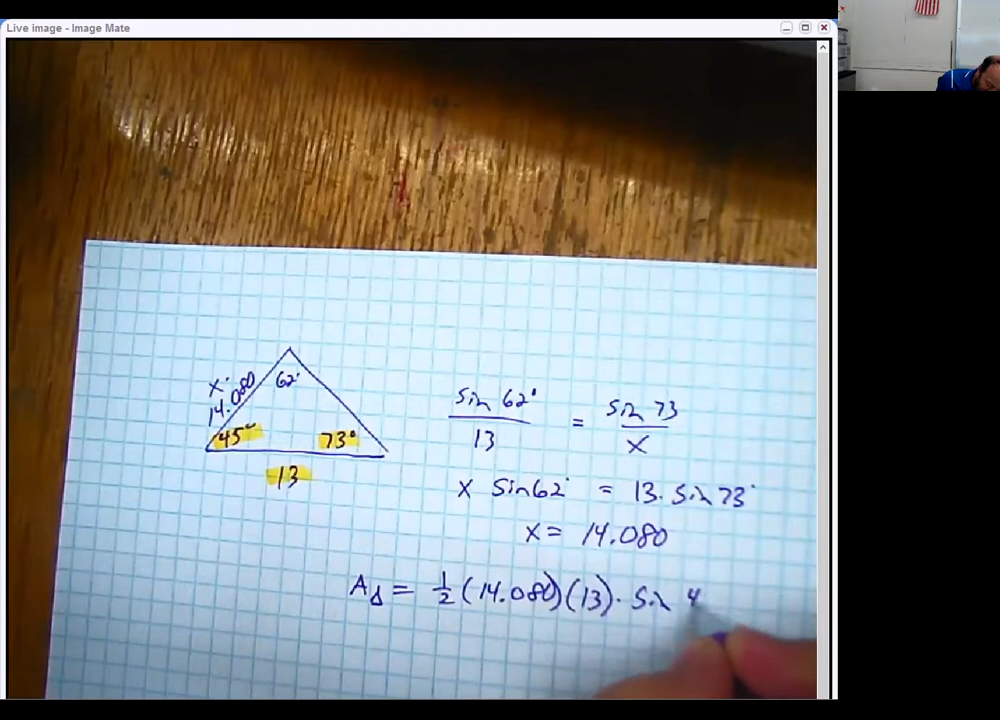 Live image - Image Mate
62°
x
14.080
45°
73°
13
sin 62° / 13 = sin 73 / x
x sin 62° = 13 · sin 73°
x = 14.080
A△ = 1/2 (14.080)(13) · sin 4